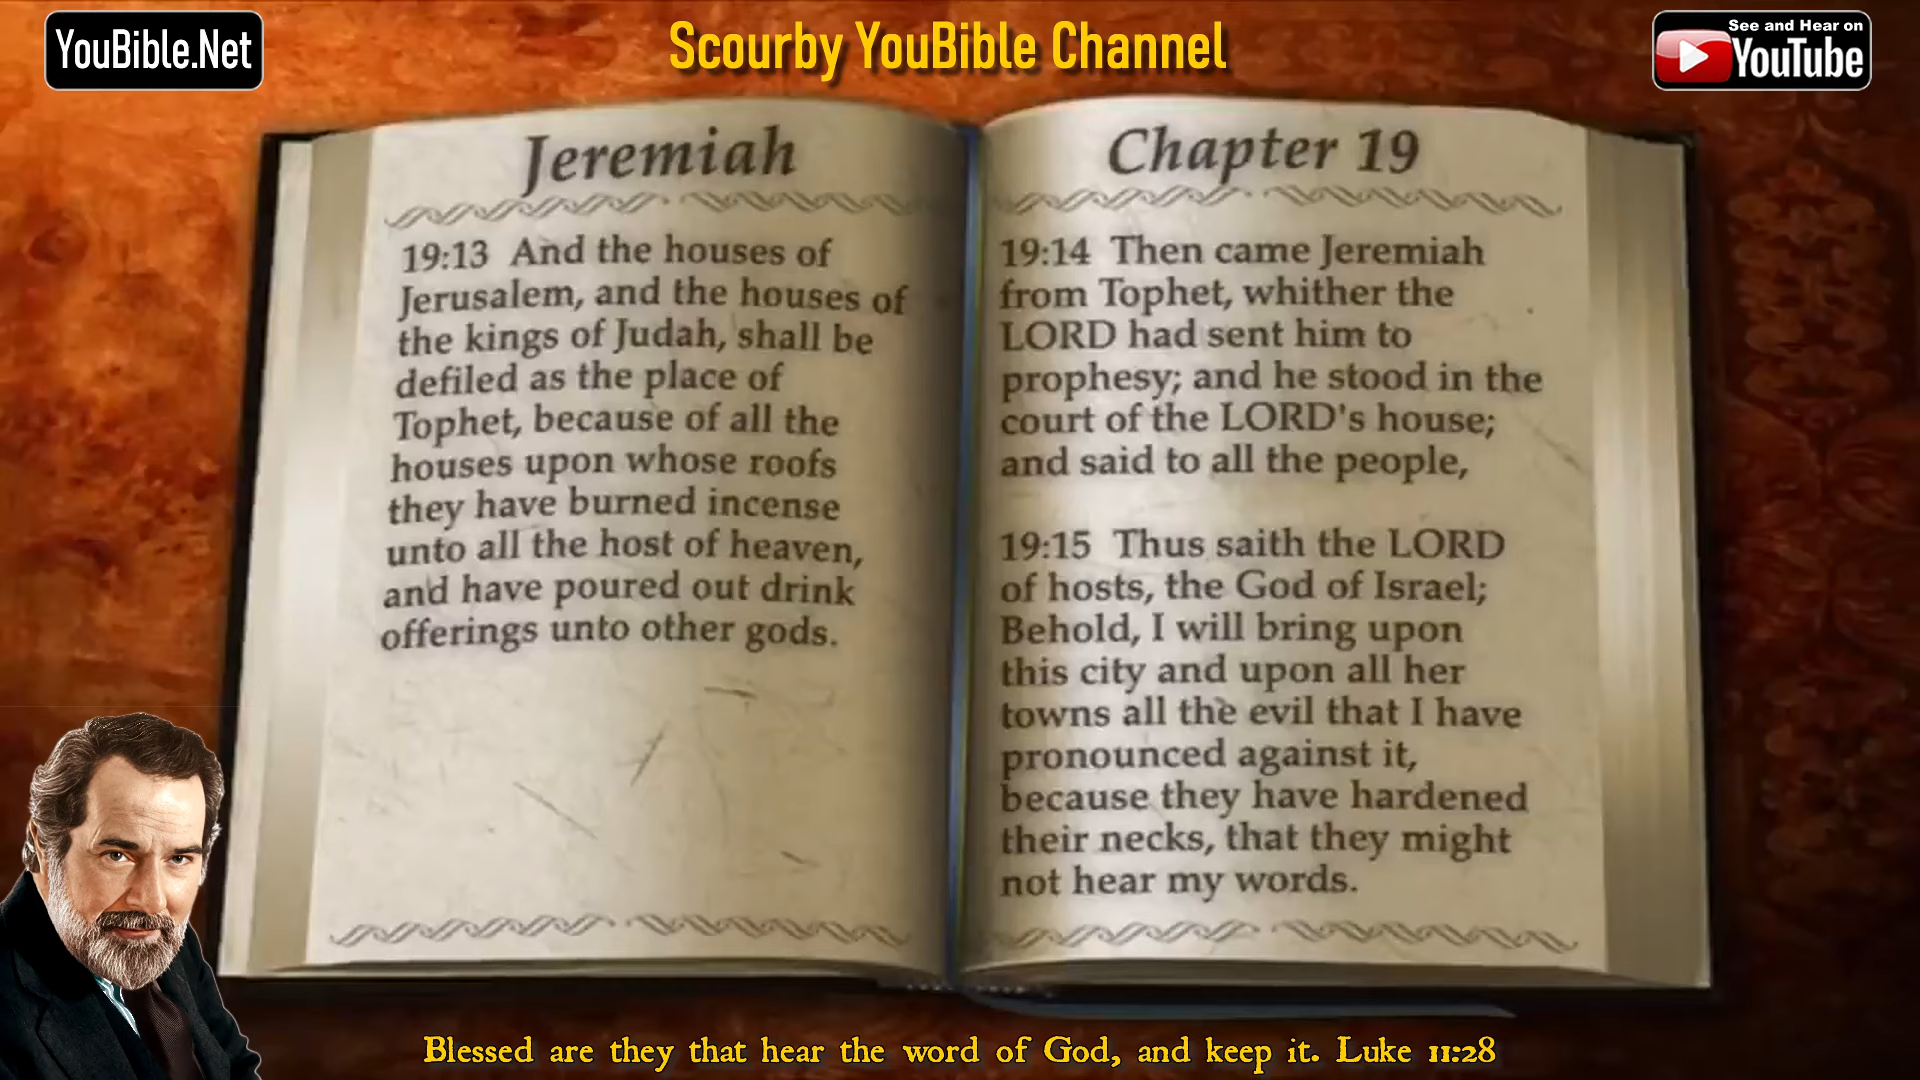 YouBible.Net
Scourby YouBible Channel
See and Hear on
YouTube
Jeremiah
19:13 And the houses of
Jerusalem, and the houses of
the kings of Judah, shall be
defiled as the place of
Tophet, because of all the
houses upon whose roofs
they have burned incense
unto all the host of heaven,
and have poured out drink
offerings unto other gods.
Chapter 19
19:14 Then came Jeremiah
from Tophet, whither the
LORD had sent him to
prophesy; and he stood in the
court of the LORD's house;
and said to all the people,
19:15 Thus saith the LORD
of hosts, the God of Israel;
Behold, I will bring upon
this city and upon all her
towns all the evil that I have
pronounced against it,
because they have hardened
their necks, that they might
not hear my words.
Blessed are they that hear the word of God, and keep it. Luke 11:28